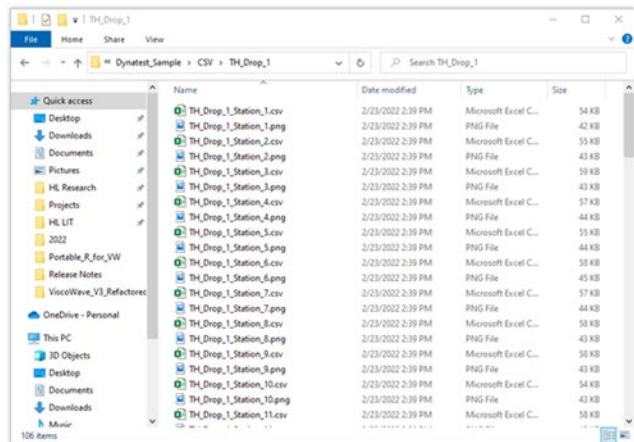 TH_Drop_1
File Home Share View
« Dynatest_Sample > CSV > TH_Drop_1 Search TH_Drop_1
Name Date modified Type Size
Quick access
Desktop
Downloads
Documents
Pictures
HL Research
Projects
HL LIT
2022
Portable_R_for_VW
Release Notes
ViscoWave_V3_Refactorec
OneDrive - Personal
This PC
3D Objects
Desktop
Documents
Downloads
Music
TH_Drop_1_Station_1.csv 2/23/2022 2:39 PM Microsoft Excel C... 54 KB
TH_Drop_1_Station_1.png 2/23/2022 2:39 PM PNG File 42 KB
TH_Drop_1_Station_2.csv 2/23/2022 2:39 PM Microsoft Excel C... 55 KB
TH_Drop_1_Station_2.png 2/23/2022 2:39 PM PNG File 43 KB
TH_Drop_1_Station_3.csv 2/23/2022 2:39 PM Microsoft Excel C... 59 KB
TH_Drop_1_Station_3.png 2/23/2022 2:39 PM PNG File 43 KB
TH_Drop_1_Station_4.csv 2/23/2022 2:39 PM Microsoft Excel C... 57 KB
TH_Drop_1_Station_4.png 2/23/2022 2:39 PM PNG File 44 KB
TH_Drop_1_Station_5.csv 2/23/2022 2:39 PM Microsoft Excel C... 55 KB
TH_Drop_1_Station_5.png 2/23/2022 2:39 PM PNG File 44 KB
TH_Drop_1_Station_6.csv 2/23/2022 2:39 PM Microsoft Excel C... 58 KB
TH_Drop_1_Station_6.png 2/23/2022 2:39 PM PNG File 45 KB
TH_Drop_1_Station_7.csv 2/23/2022 2:39 PM Microsoft Excel C... 57 KB
TH_Drop_1_Station_7.png 2/23/2022 2:39 PM PNG File 44 KB
TH_Drop_1_Station_8.csv 2/23/2022 2:39 PM Microsoft Excel C... 58 KB
TH_Drop_1_Station_8.png 2/23/2022 2:39 PM PNG File 43 KB
TH_Drop_1_Station_9.csv 2/23/2022 2:39 PM Microsoft Excel C... 58 KB
TH_Drop_1_Station_9.png 2/23/2022 2:39 PM PNG File 43 KB
TH_Drop_1_Station_10.csv 2/23/2022 2:39 PM Microsoft Excel C... 54 KB
TH_Drop_1_Station_10.png 2/23/2022 2:39 PM PNG File 43 KB
TH_Drop_1_Station_11.csv 2/23/2022 2:39 PM Microsoft Excel C... 58 KB
106 items